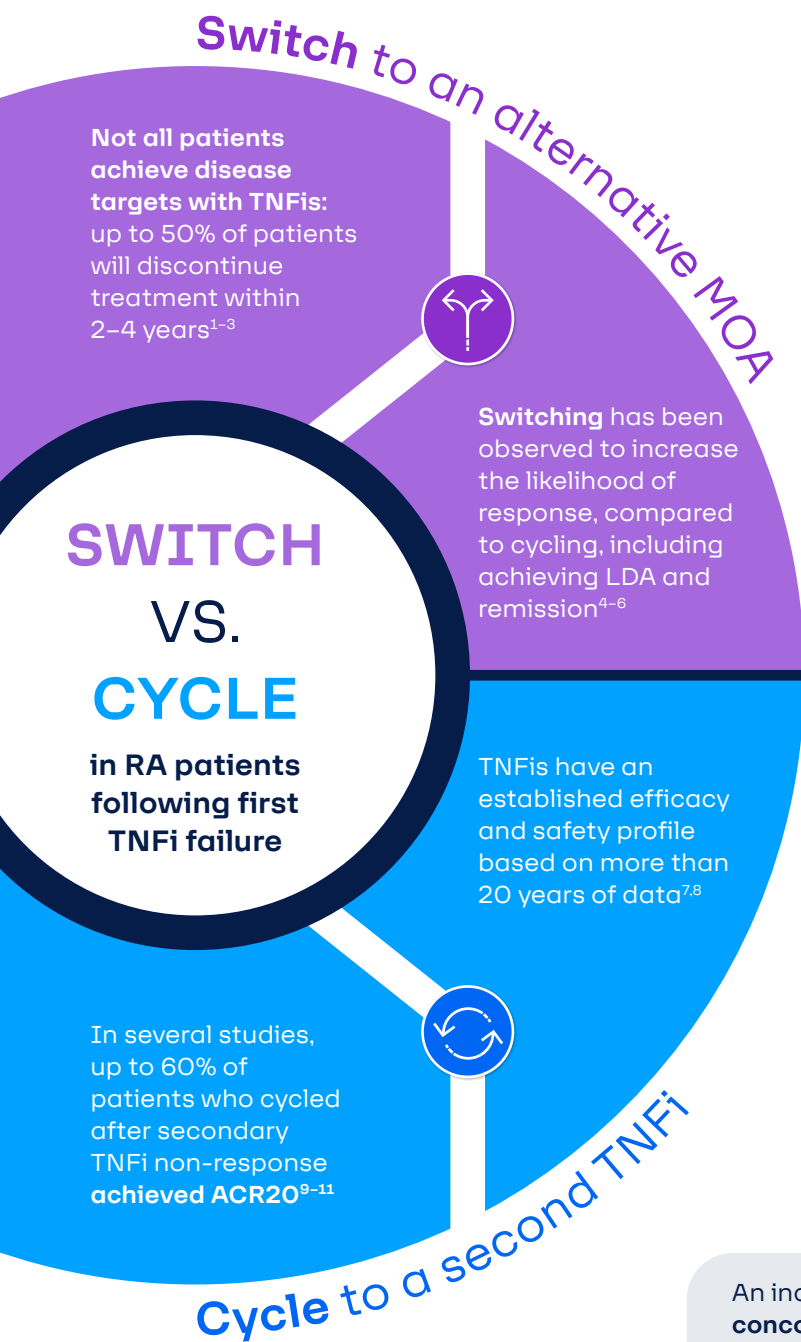 Switch to an alternative MOA
Not all patients
achieve disease
targets with TNFis:
up to 50% of patients
will discontinue
treatment within
2–4 years1–3
Switching has been
observed to increase
the likelihood of
response, compared
to cycling, including
achieving LDA and
remission4–6
SWITCH
VS.
CYCLE
in RA patients
following first
TNFi failure
TNFis have an
established efficacy
and safety profile
based on more than
20 years of data7,8
In several studies,
up to 60% of
patients who cycled
after secondary
TNFi non-response
achieved ACR209–11
Cycle to a second TNFi
An